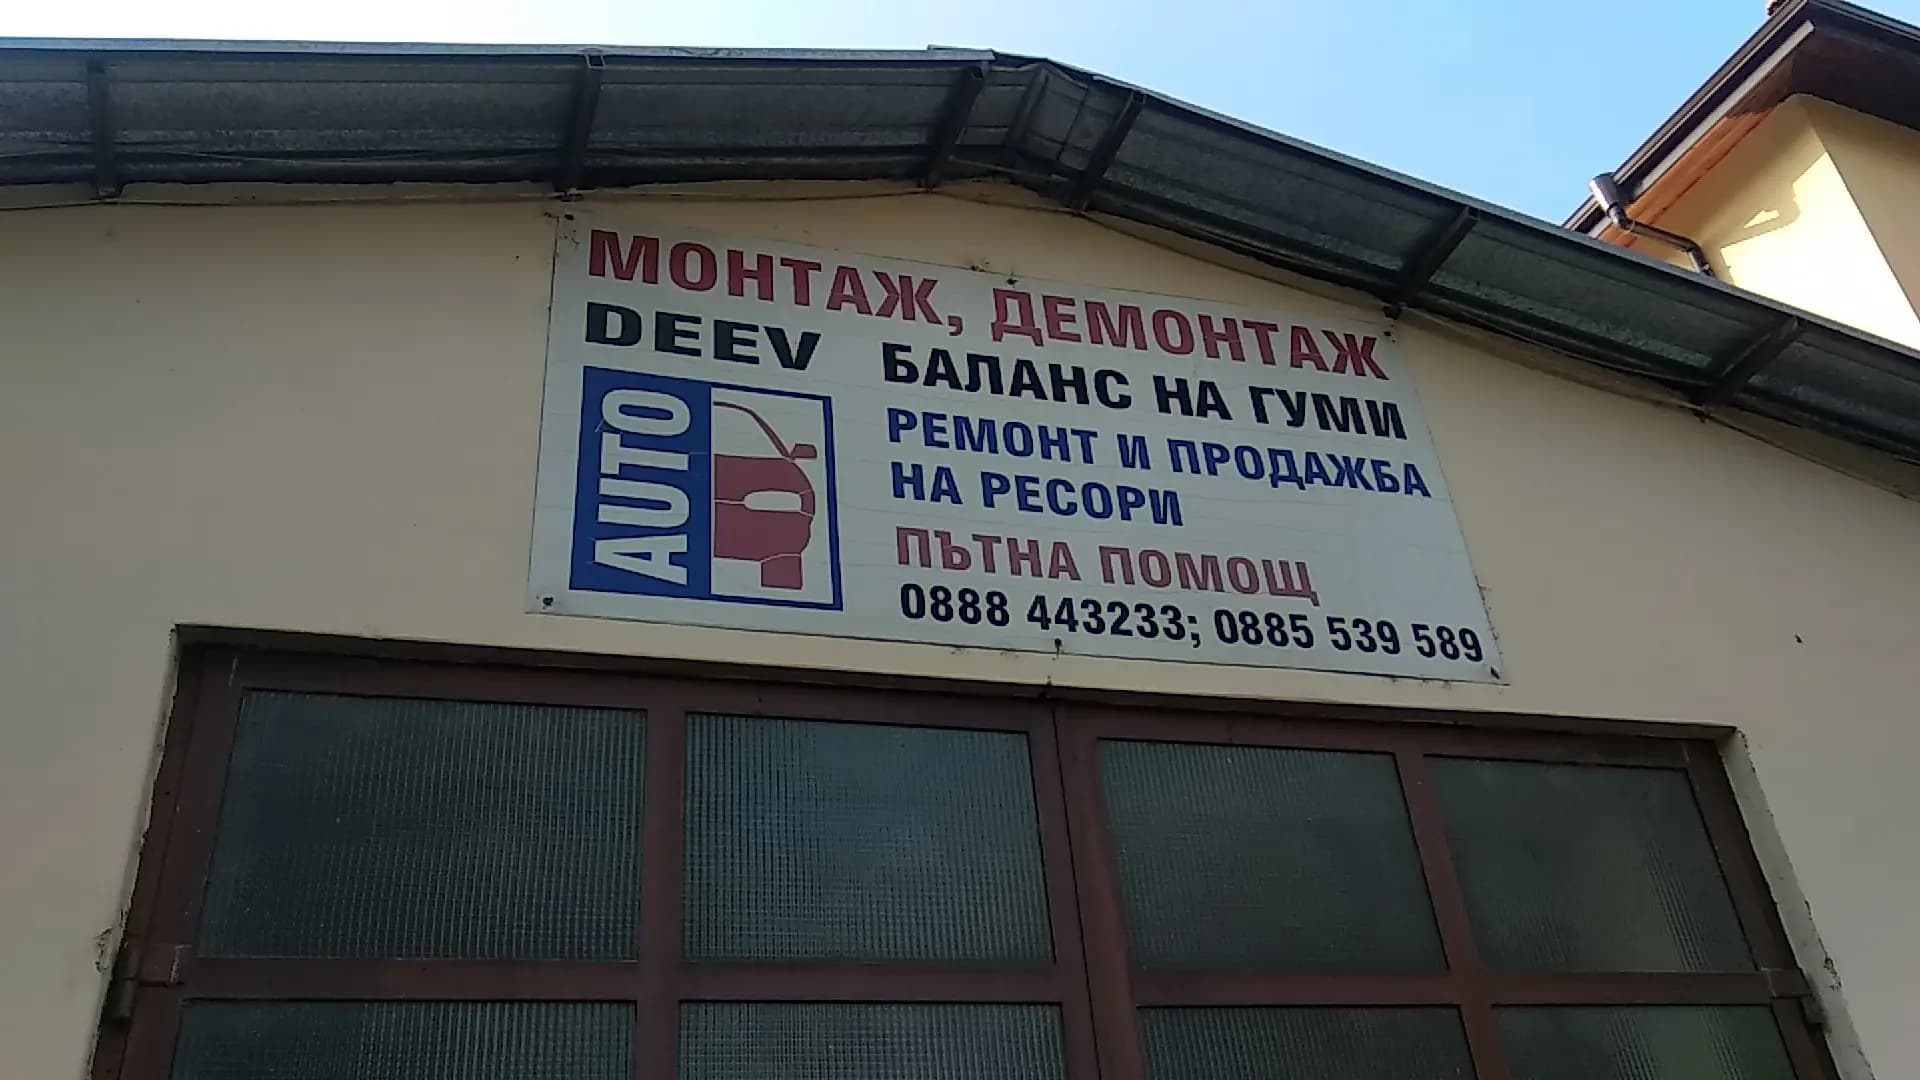 МОНТАЖ, ДЕМОНТАЖ
DEEV
AUTO
БАЛАНС НА ГУМИ
РЕМОНТ И ПРОДАЖБА
НА РЕСОРИ
ПЪТНА ПОМОЩ
0888 443233; 0885 539 589